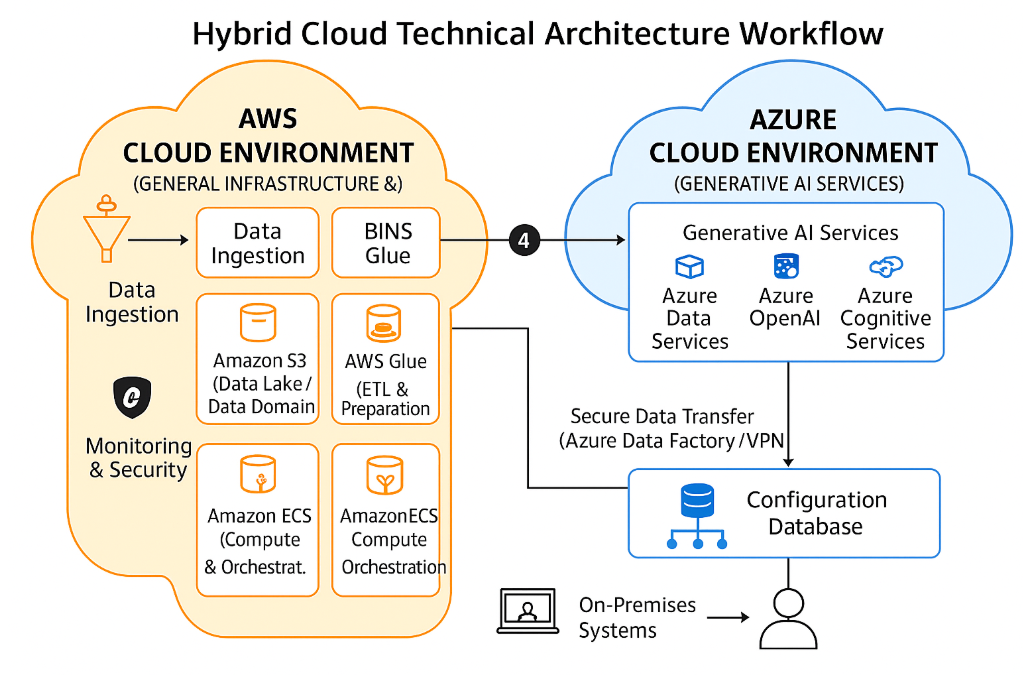 Hybrid Cloud Technical Architecture Workflow
AWS
CLOUD ENVIRONMENT
(GENERAL INFRASTRUCTURE &)
Data
Ingestion
Monitoring
& Security
Data
Ingestion
BINS
Glue
Amazon S3
(Data Lake /
Data Domain
AWS Glue
(ETL &
Preparation
Amazon ECS
(Compute
& Orchestrat.
AmazonECS
Compute
Orchestration
4
AZURE
CLOUD ENVIRONMENT
(GENERATIVE AI SERVICES)
Generative AI Services
Azure
Data
Services
Azure
OpenAI
Azure
Cognitive
Services
Secure Data Transfer
(Azure Data Factory /VPN
Configuration
Database
On-Premises
Systems